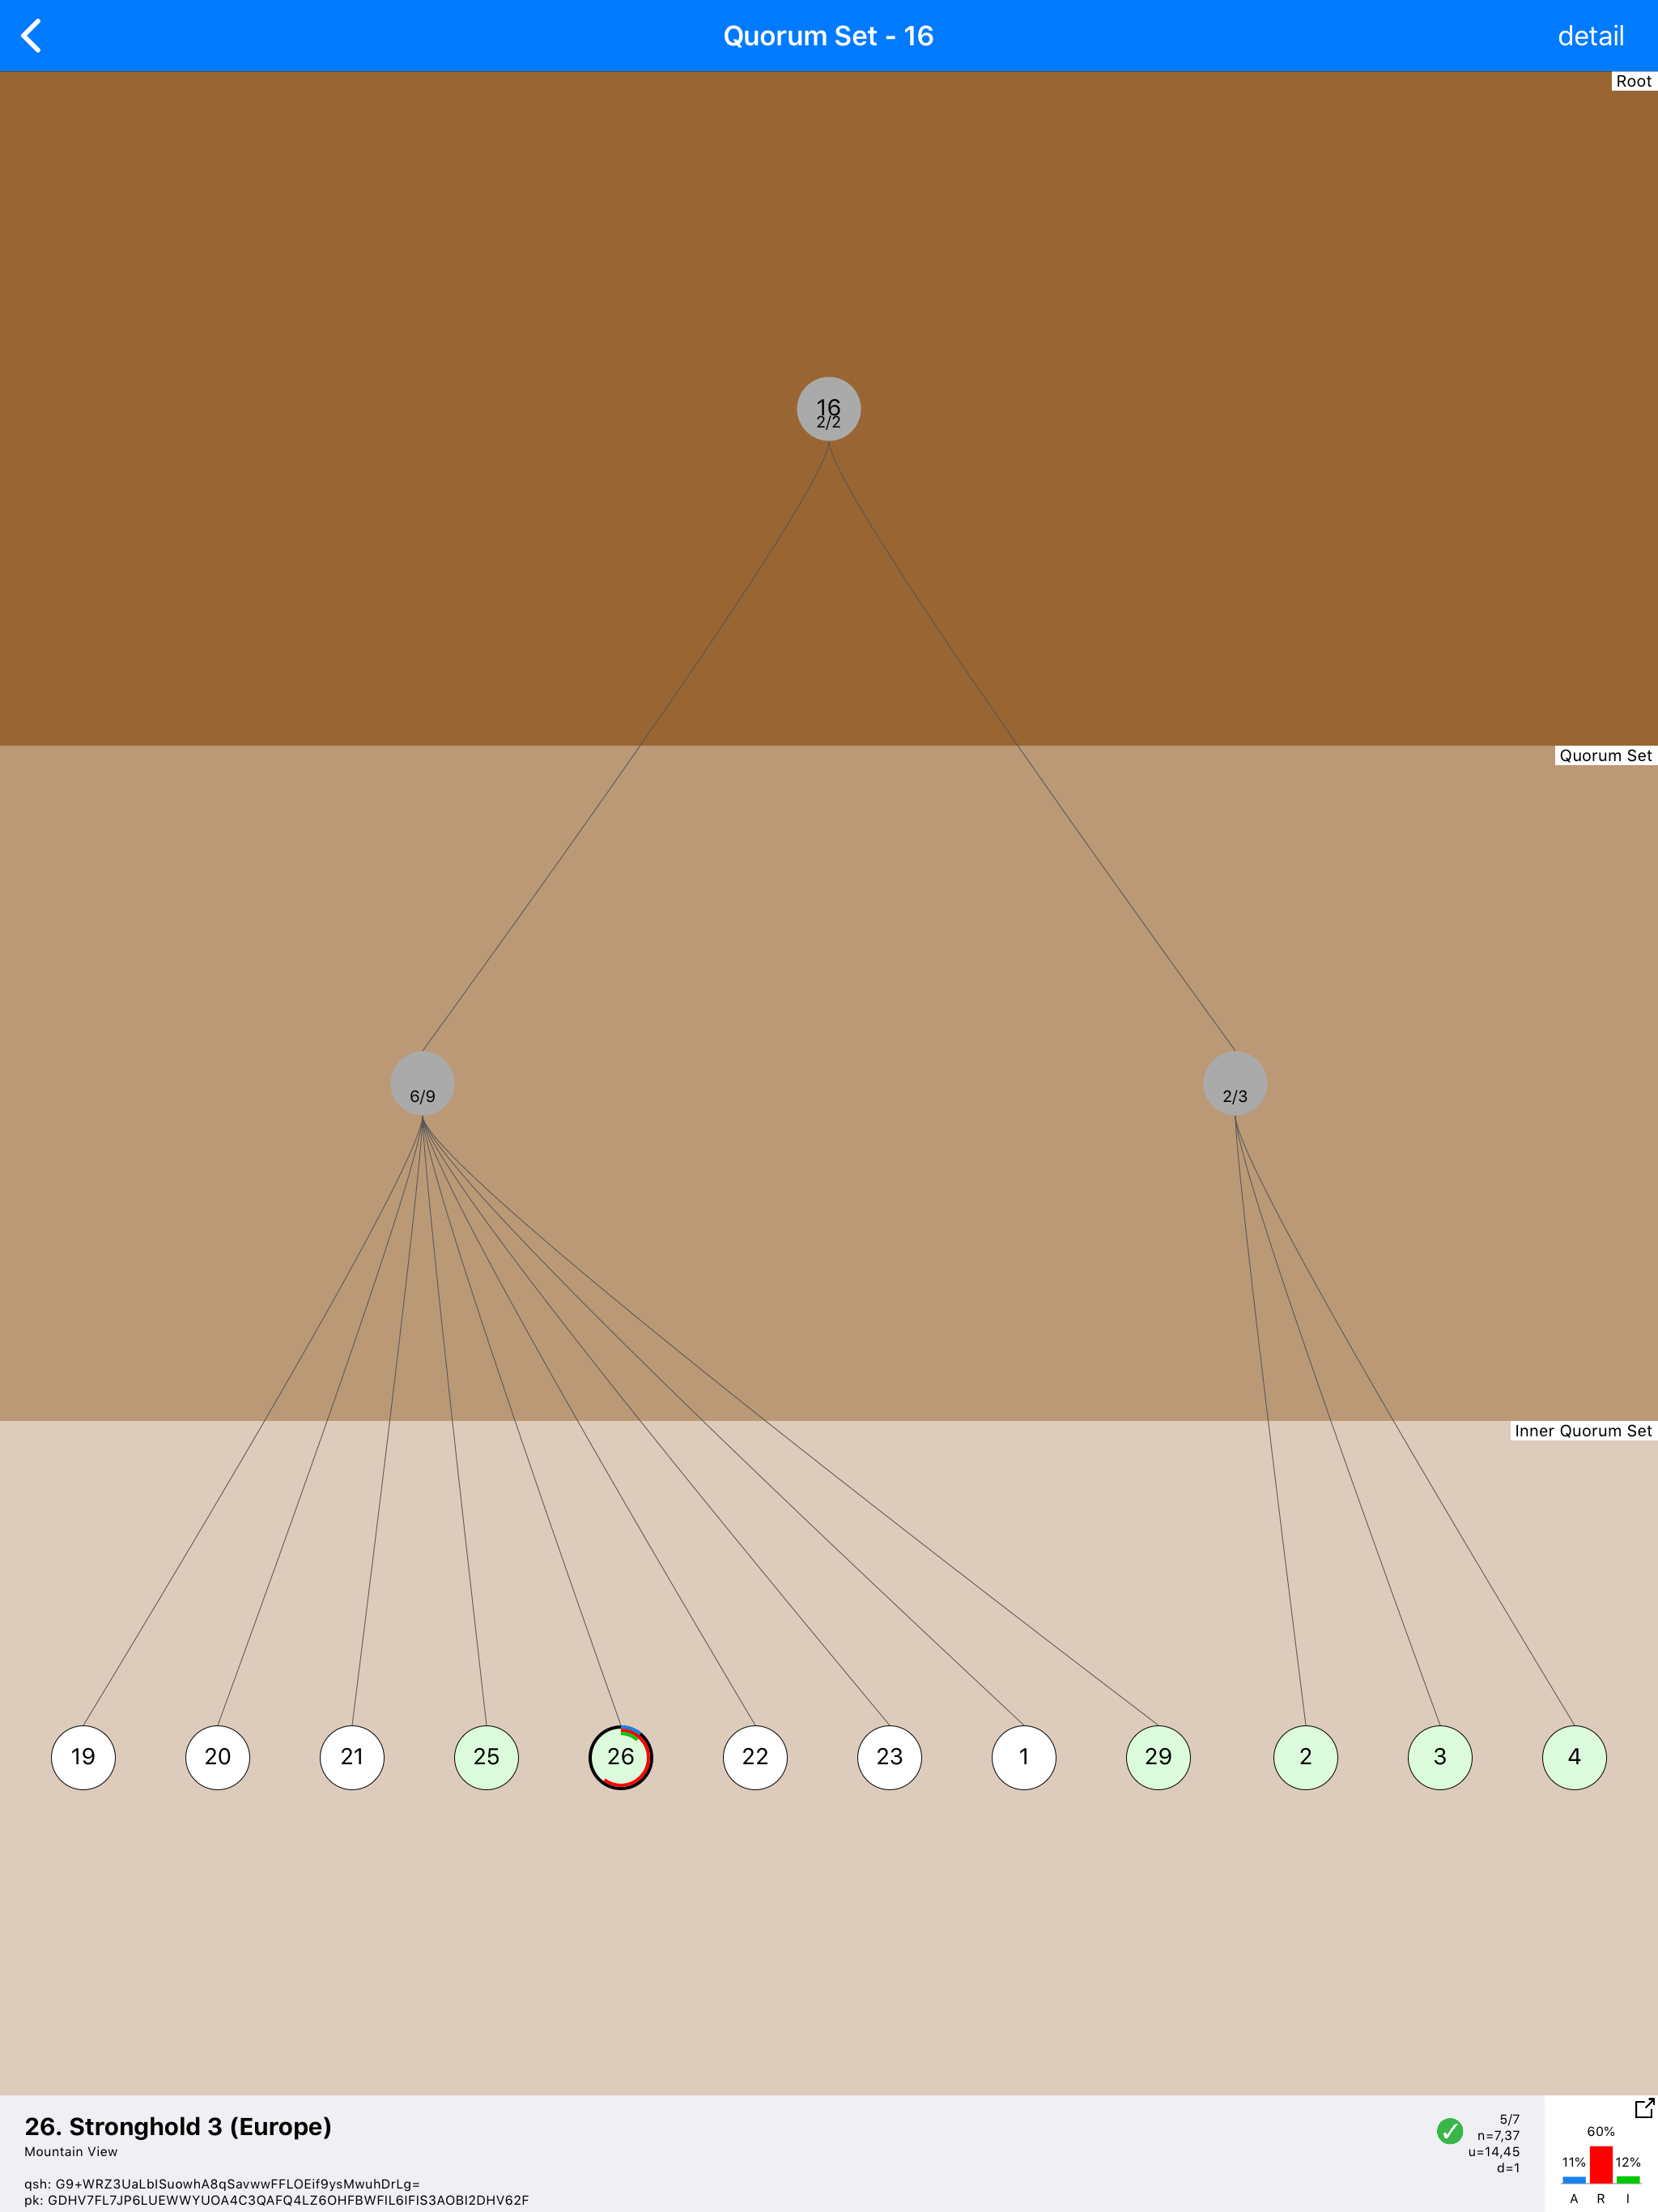 Quorum Set - 16
detail
Root
16
2/2
Quorum Set
6/9
2/3
Inner Quorum Set
19 20 21 25 26 22 23 1 29 2 3 4
26. Stronghold 3 (Europe)
Mountain View
qsh: G9+WRZ3UaLbISuowhA8qSavwwFFLOEif9ysMwuhDrLg=
pk: GDHV7FL7JP6LUEWWYUOA4C3QAFQ4LZ6OHFBWFIL6IFIS3AOBI2DHV62F
5/7
n=7,37
u=14,45
d=1
60%
11% 12%
A R I